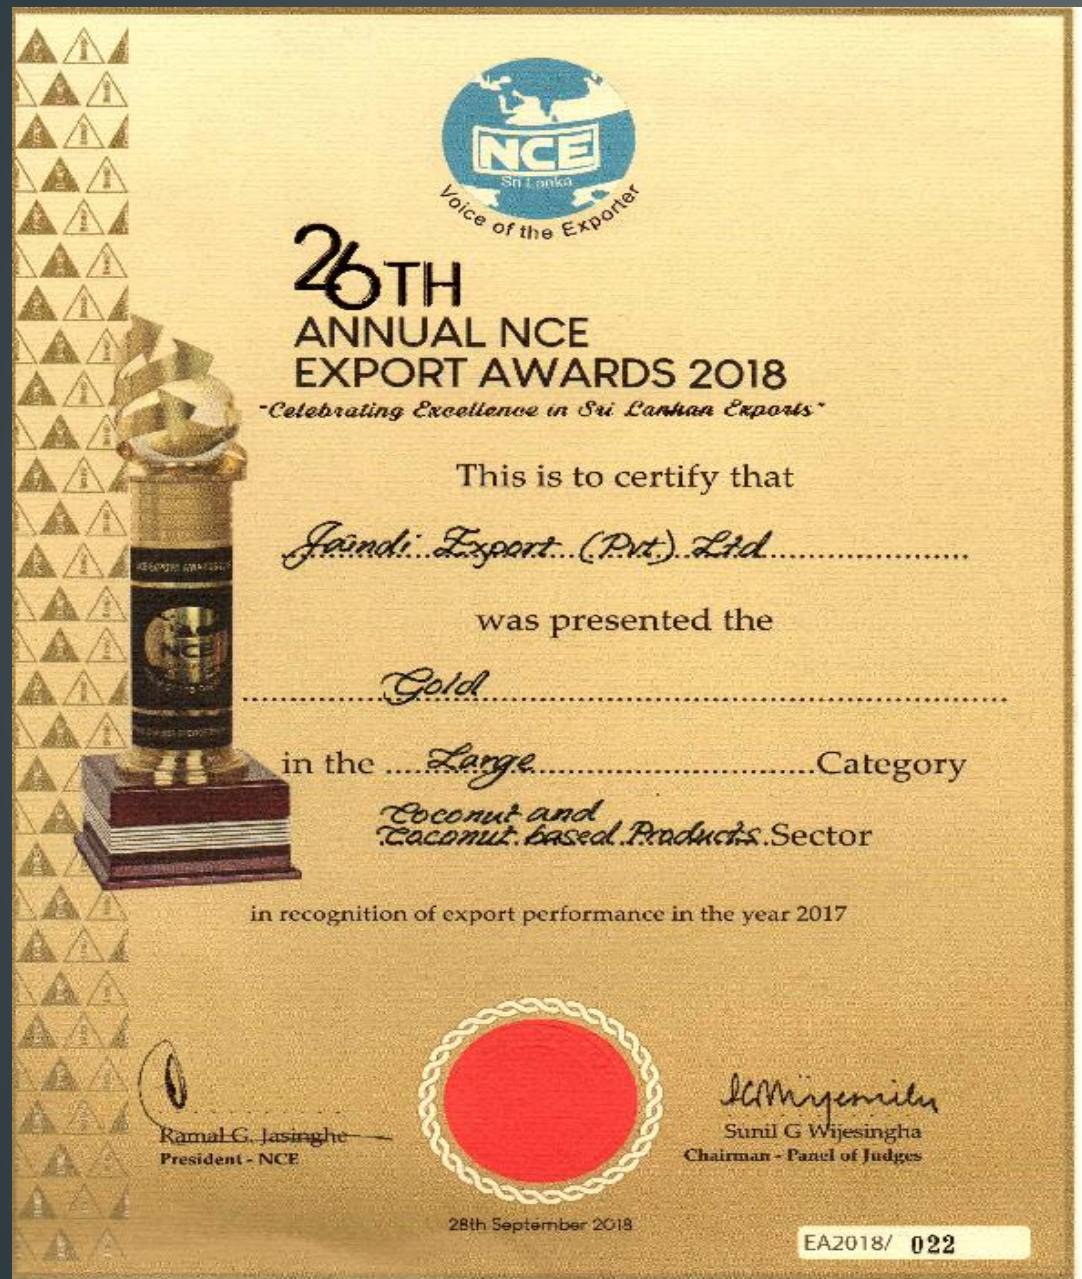 NCE
Sri Lanka
Voice of the Exporter
26TH
ANNUAL NCE
EXPORT AWARDS 2018
"Celebrating Excellence in Sri Lankan Exports"
This is to certify that
Jaindi Export (Pvt) Ltd
was presented the
Gold
in the Large Category
Coconut and
Coconut based Products Sector
in recognition of export performance in the year 2017
NCE
Ramal G. Jasinghe
President - NCE
Sunil G Wijesingha
Chairman - Panel of Judges
28th September 2018
EA2018/ 022